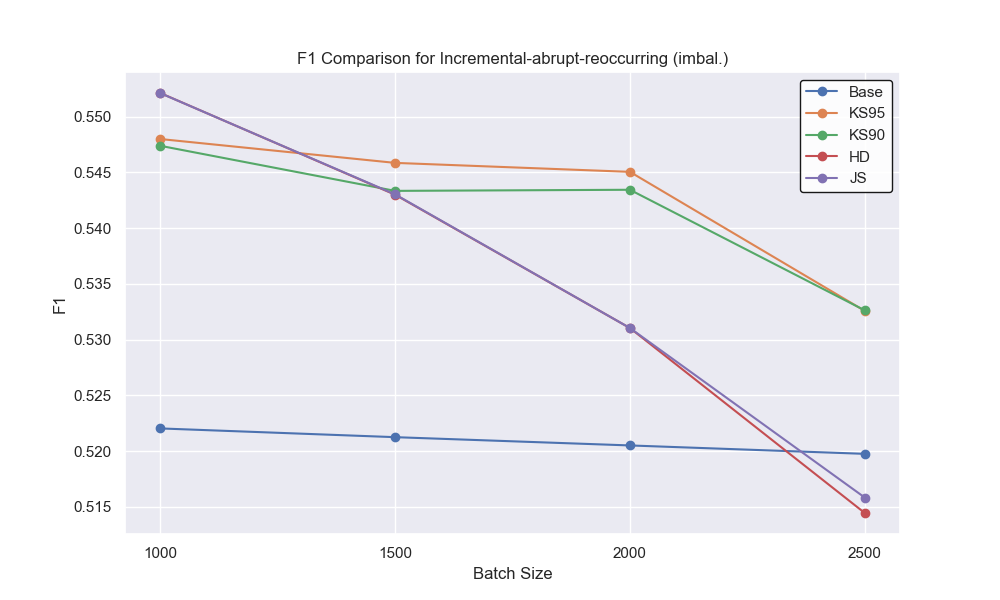 F1 Comparison for Incremental-abrupt-reoccurring (imbal.)
Base
KS95
KS90
HD
JS
0.550
0.545
0.540
0.535
0.530
0.525
0.520
0.515
F1
1000 1500 2000 2500
Batch Size